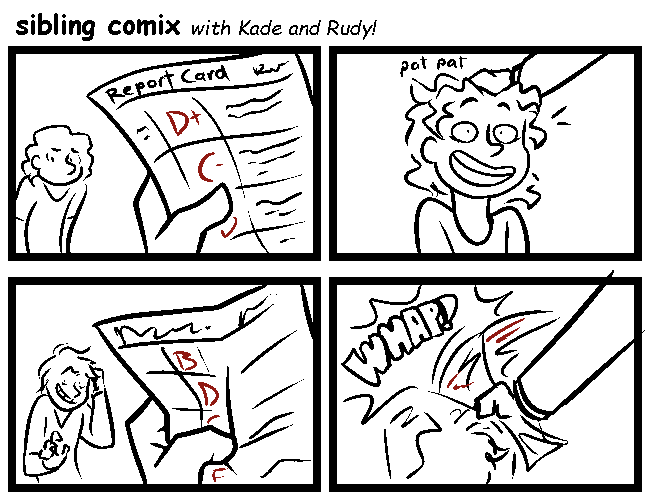 sibling comix with Kade and Rudy!
Report Card
D+
C-
pat pat
B
D
C
F
WHAP!